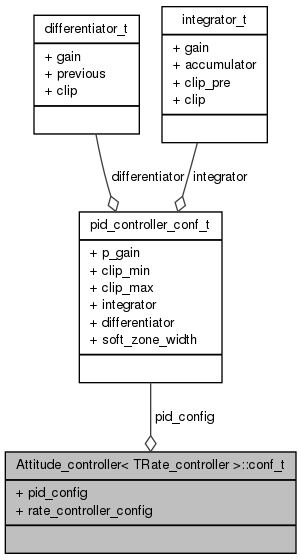 differentiator_t
+ gain
+ previous
+ clip
integrator_t
+ gain
+ accumulator
+ clip_pre
+ clip
differentiator
integrator
pid_controller_conf_t
+ p_gain
+ clip_min
+ clip_max
+ integrator
+ differentiator
+ soft_zone_width
pid_config
Attitude_controller< TRate_controller >::conf_t
+ pid_config
+ rate_controller_config